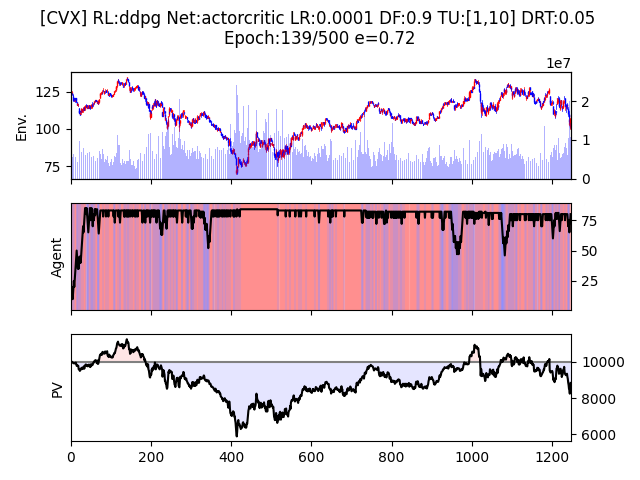 [CVX] RL:ddpg Net:actorcritic LR:0.0001 DF:0.9 TU:[1,10] DRT:0.05
Epoch:139/500 e=0.72
1e7
Env.
125
100
75
2
1
0
Agent
75
50
25
PV
10000
8000
6000
0 200 400 600 800 1000 1200